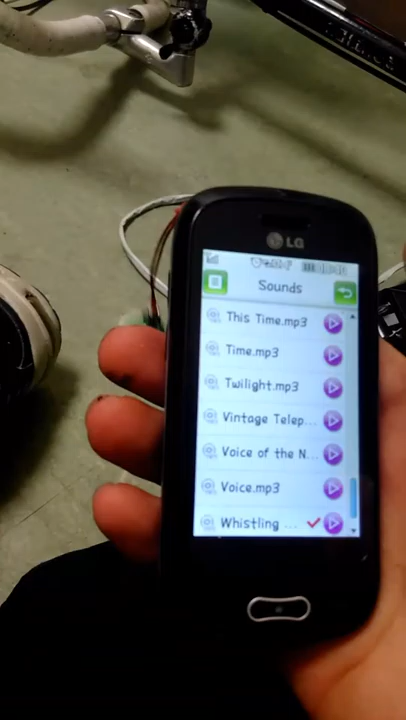 LG
Sounds
This Time.mp3
Time.mp3
Twilight.mp3
Vintage Telep...
Voice of the N...
Voice.mp3
Whistling ...